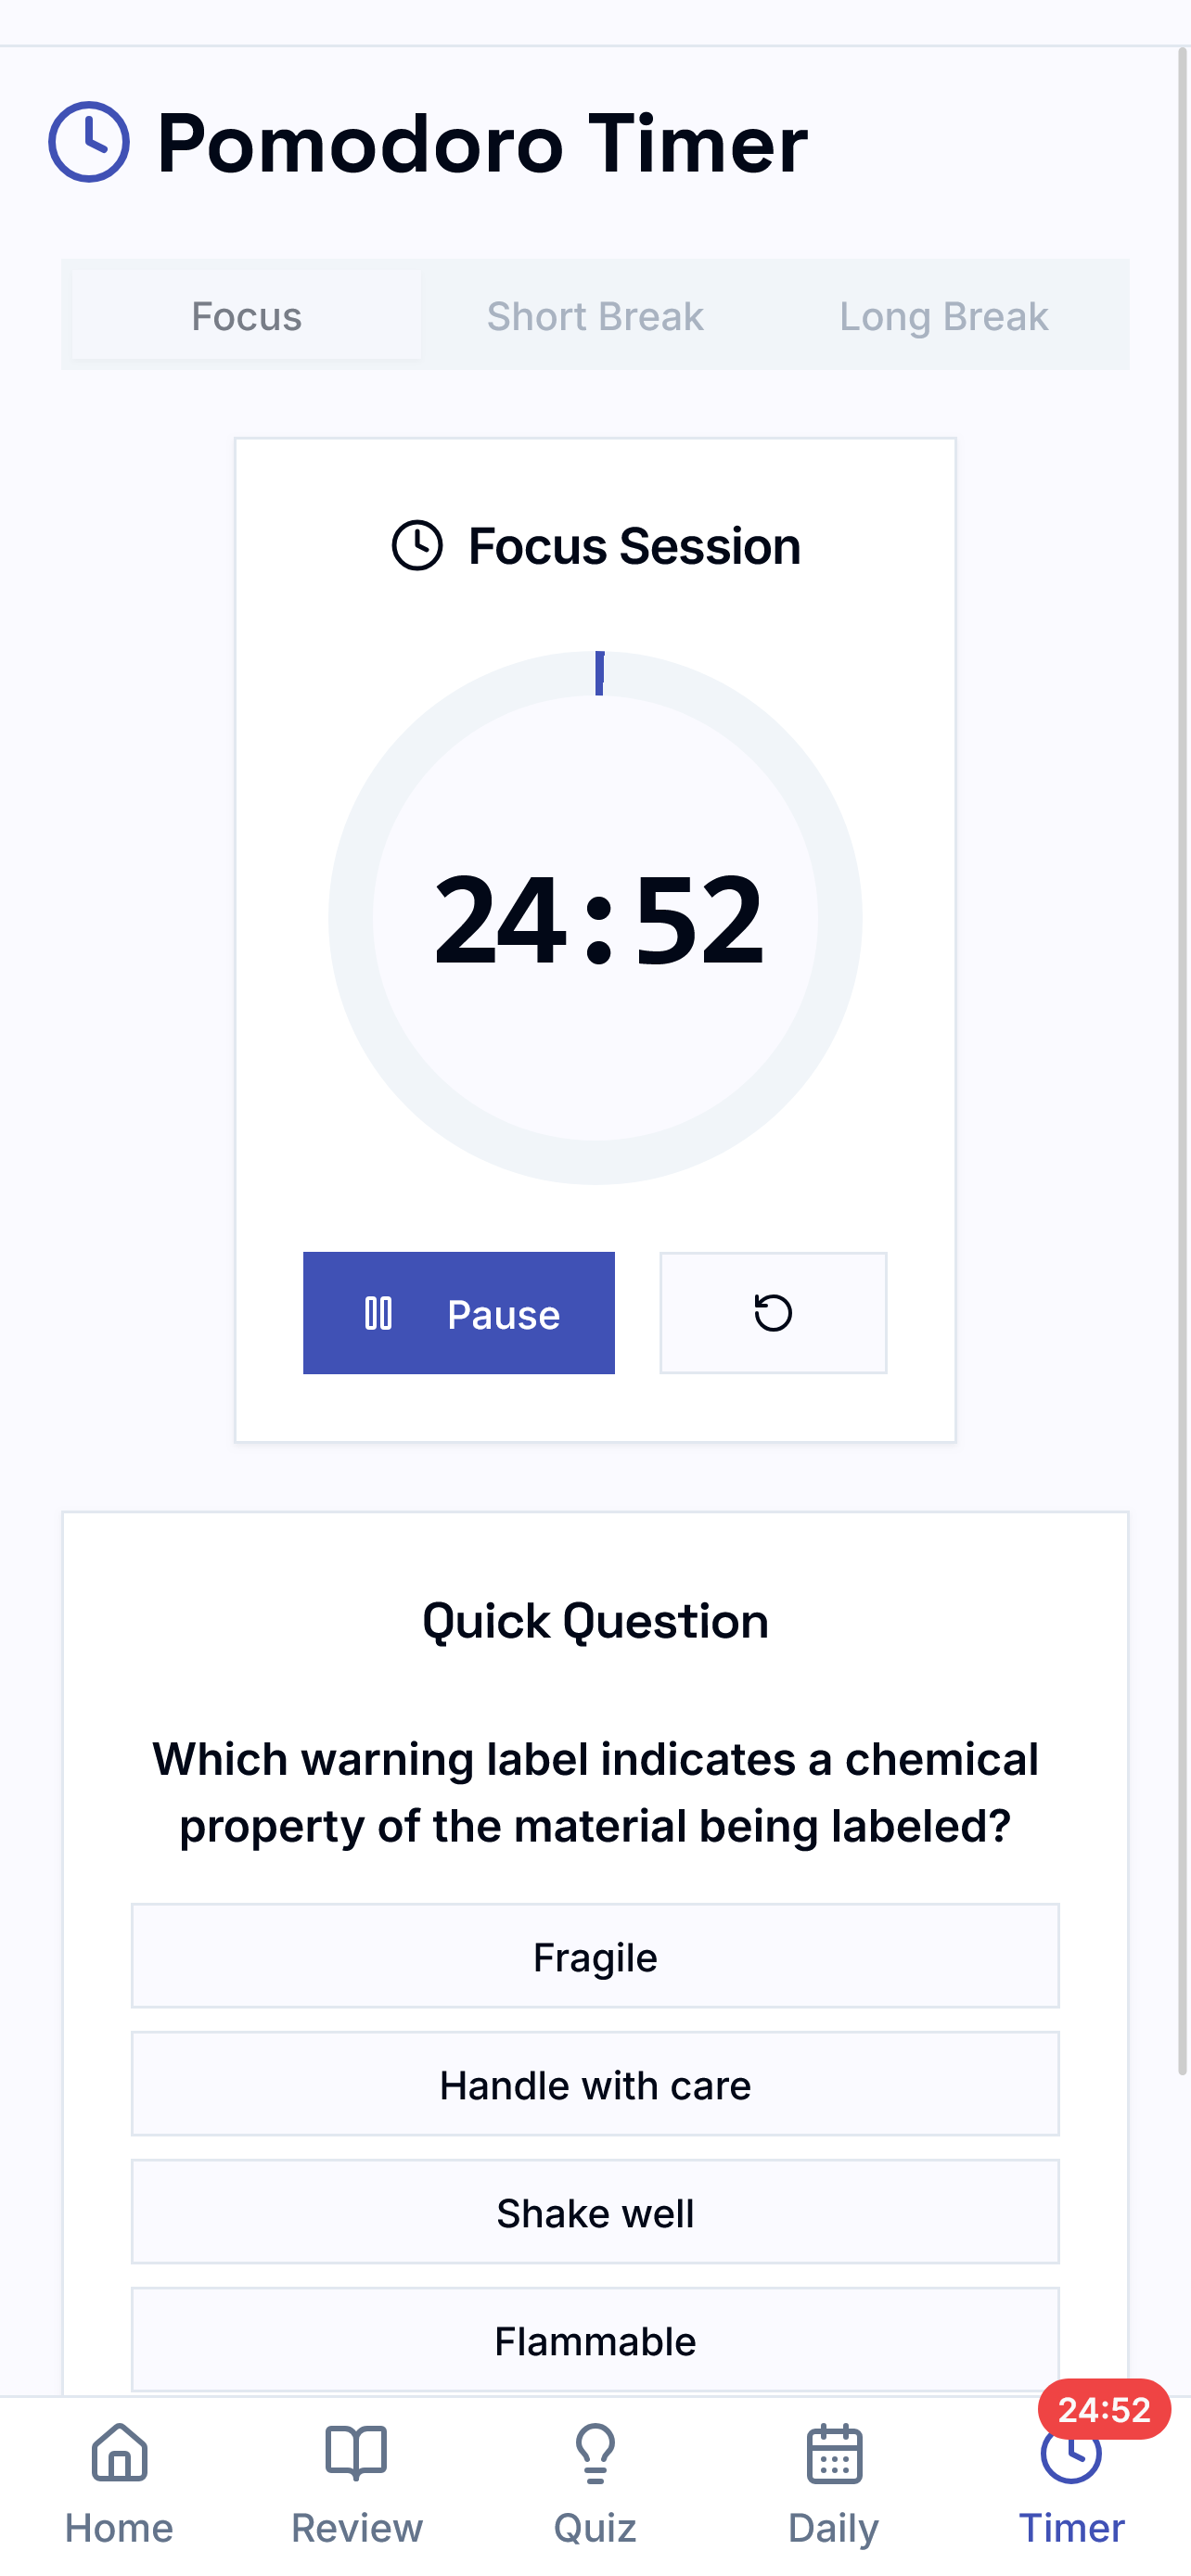 Pomodoro Timer
Focus
Short Break
Long Break
Focus Session
24:52
Pause
Quick Question
Which warning label indicates a chemical
property of the material being labeled?
Fragile
Handle with care
Shake well
Flammable
24:52
Home
Review
Quiz
Daily
Timer